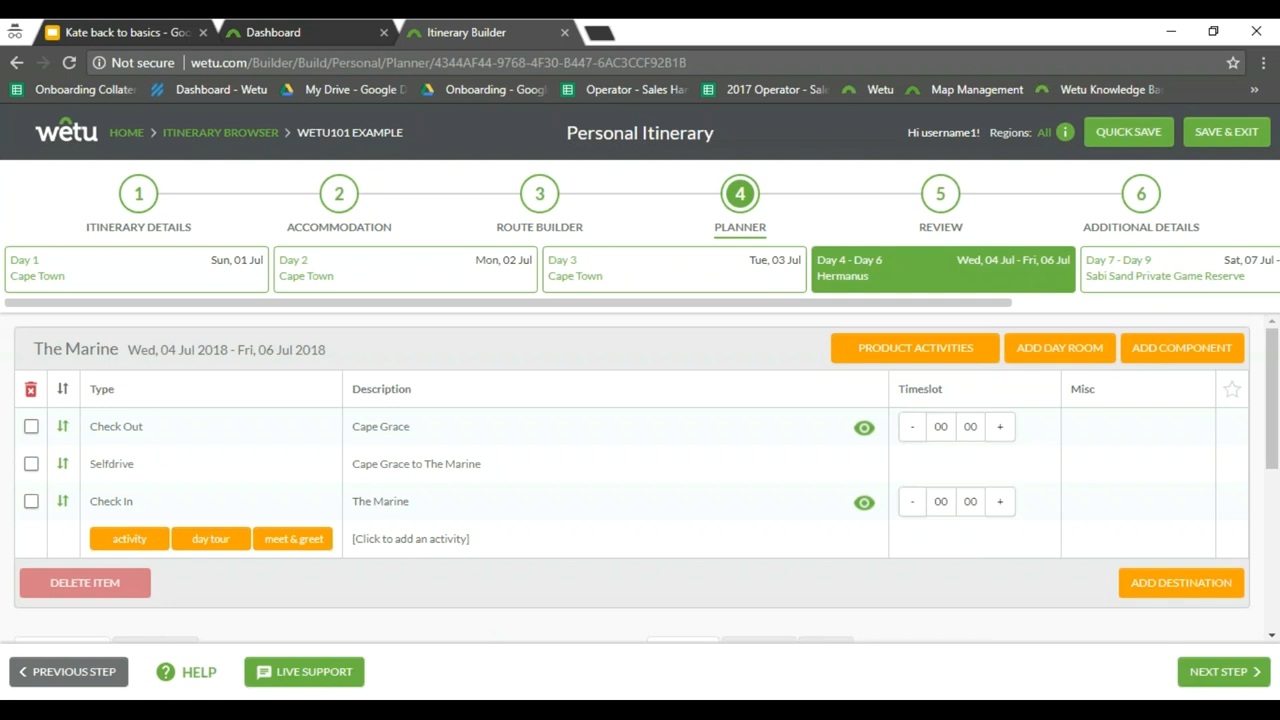 Kate back to basics - Goo
Dashboard
Itinerary Builder
Not secure | wetu.com/Builder/Build/Personal/Planner/4344AF44-9768-4F30-B447-6AC3CCF92B1B
Onboarding Collate Dashboard - Wetu My Drive - Google D Onboarding - Googl Operator - Sales Han 2017 Operator - Sale Wetu Map Management Wetu Knowledge Ba »
wetu HOME > ITINERARY BROWSER > WETU101 EXAMPLE Personal Itinerary Hi username1! Regions: All i QUICK SAVE SAVE & EXIT
1 2 3 4 5 6
ITINERARY DETAILS ACCOMMODATION ROUTE BUILDER PLANNER REVIEW ADDITIONAL DETAILS
Day 1 Sun, 01 Jul Day 2 Mon, 02 Jul Day 3 Tue, 03 Jul Day 4 - Day 6 Wed, 04 Jul - Fri, 06 Jul Day 7 - Day 9 Sat, 07 Jul -
Cape Town Cape Town Cape Town Hermanus Sabi Sand Private Game Reserve
The Marine Wed, 04 Jul 2018 - Fri, 06 Jul 2018 PRODUCT ACTIVITIES ADD DAY ROOM ADD COMPONENT
Type Description Timeslot Misc
Check Out Cape Grace - 00 00 +
Selfdrive Cape Grace to The Marine
Check In The Marine - 00 00 +
activity day tour meet & greet [Click to add an activity]
DELETE ITEM ADD DESTINATION
PREVIOUS STEP ? HELP LIVE SUPPORT NEXT STEP